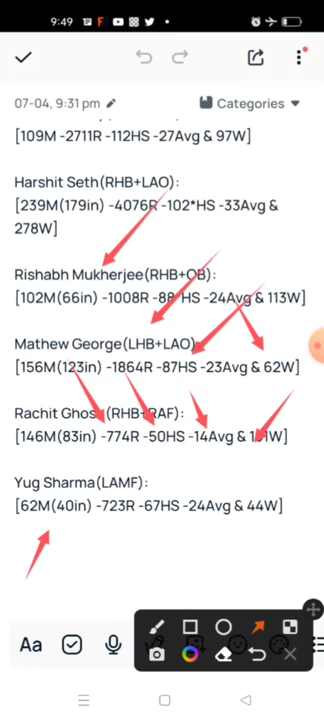 9:49
07-04, 9:31 pm
Categories
[109M -2711R -112HS -27Avg & 97W]
Harshit Seth(RHB+LAO):
[239M(179in) -4076R -102*HS -33Avg &
278W]
Rishabh Mukherjee(RHB+OB):
[102M(66in) -1008R -88*HS -24Avg & 113W]
Mathew George(LHB+LAO)
[156M(123in) -1864R -87HS -23Avg & 62W]
Rachit Ghosh(RHB+RAF):
[146M(83in) -774R -50HS -14Avg &
Yug Sharma(LAMF):
[62M(40in) -723R -67HS -24Avg & 44W]
Aa